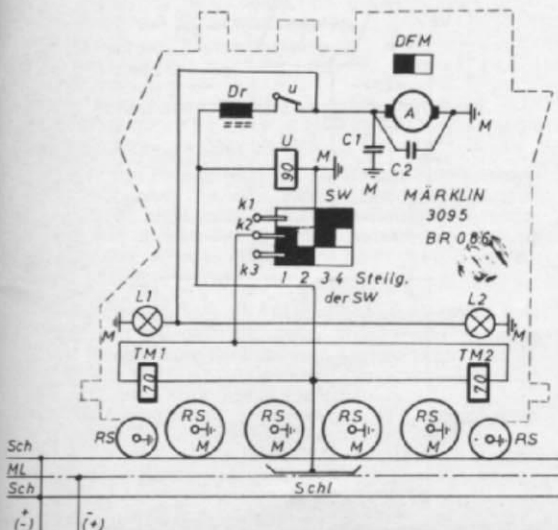 DFM
Dr
u
A
M
U
90
M
C1
C2
M
SW
MÄRKLIN
3095
k1
k2
k3
1 2 3 4 Stellg.
der SW
L1
L2
M
M
TM1
TM2
70
70
RS
RS
RS
RS
RS
RS
M
M
M
M
Sch
ML
Sch
Schl
+
(-)
-
(+)